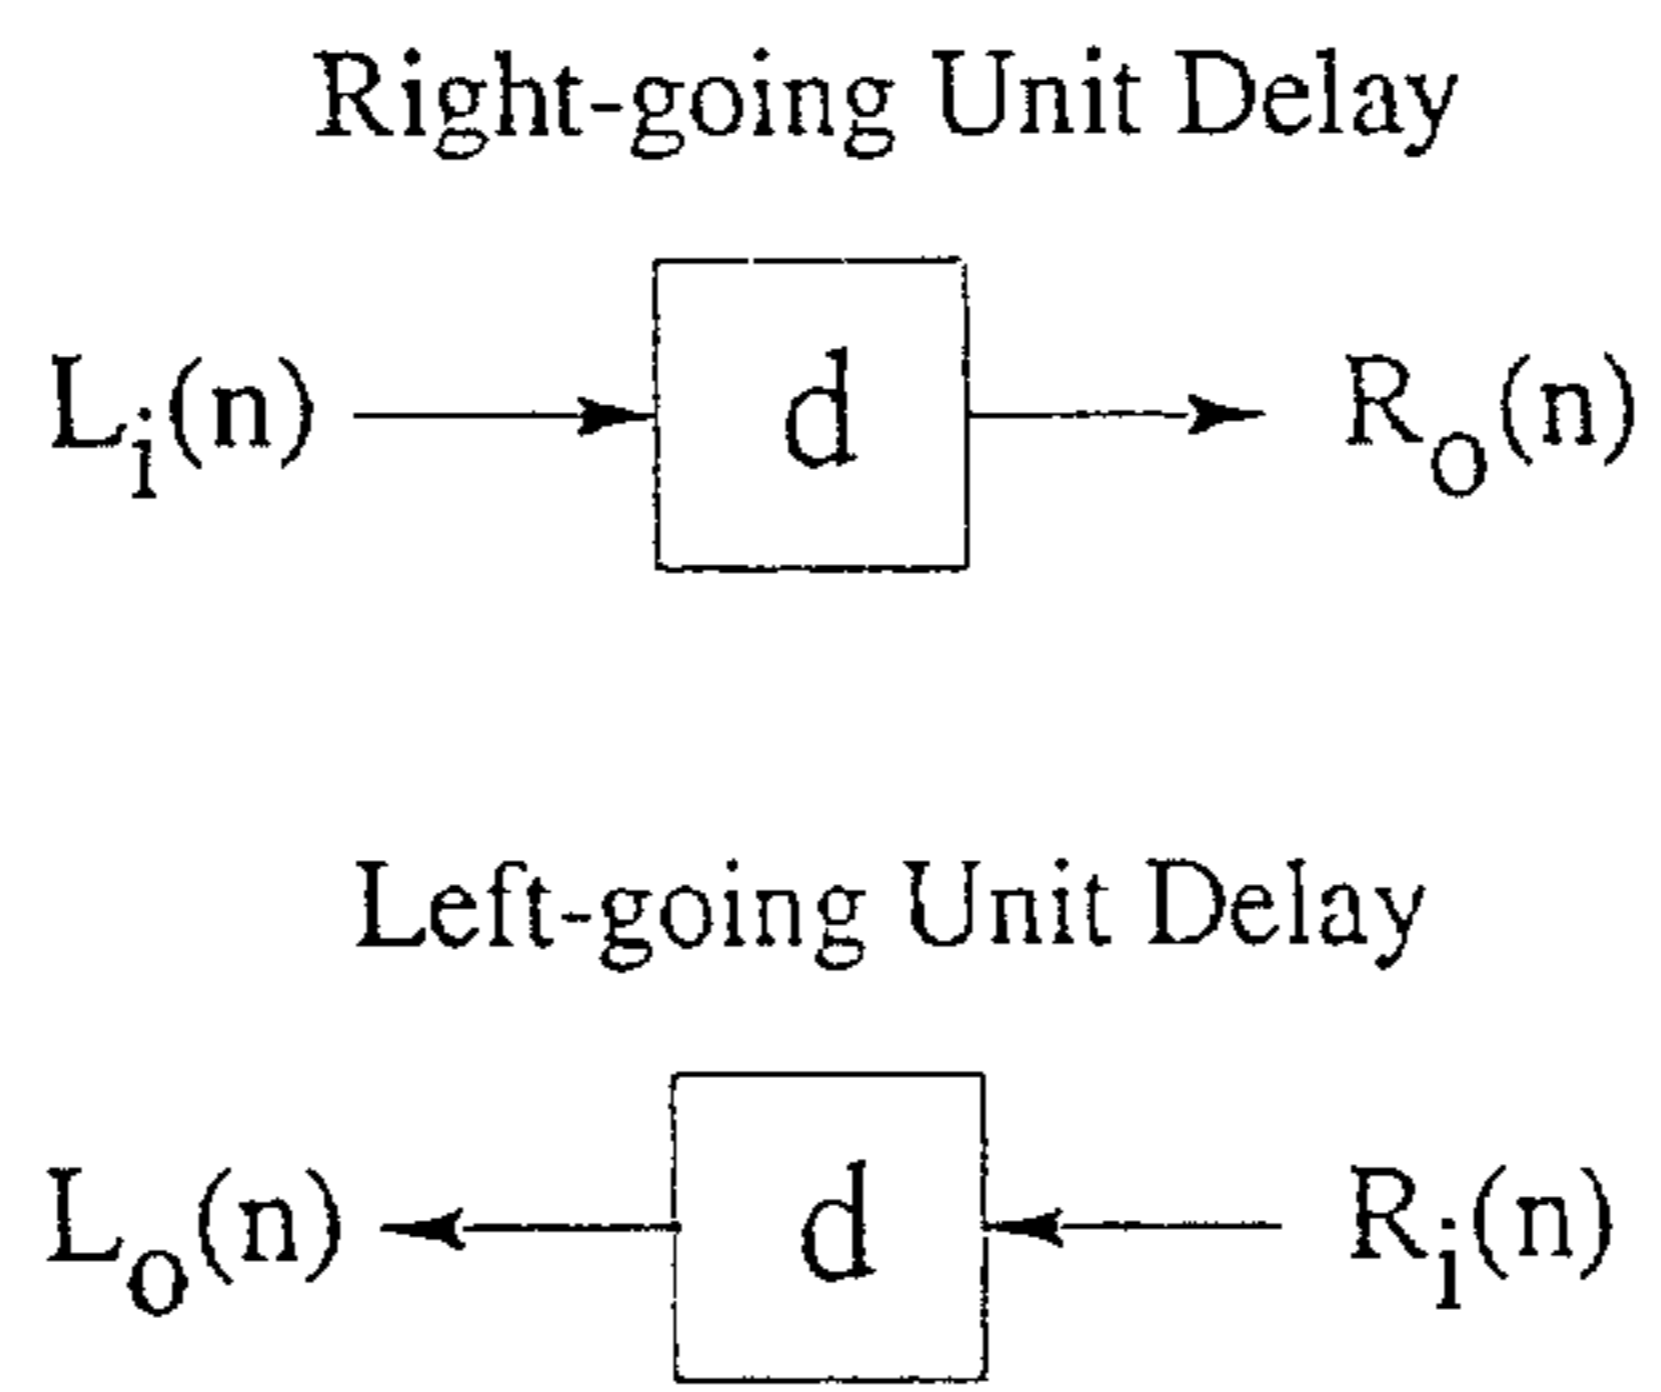 Right-going Unit Delay
Lᵢ(n) d Rₒ(n)
Left-going Unit Delay
Lₒ(n) d Rᵢ(n)